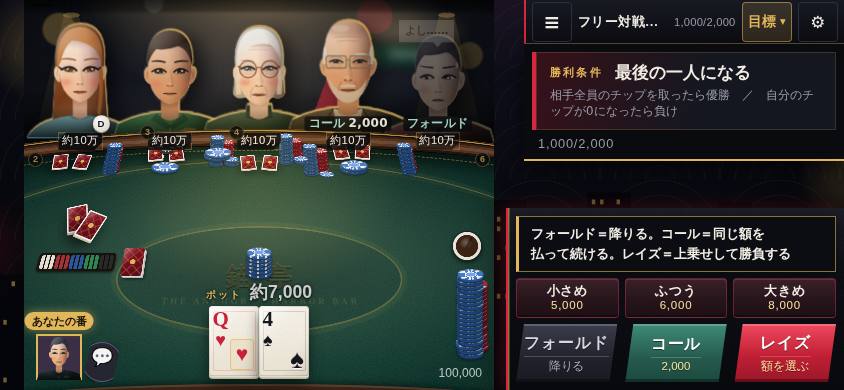 よし……
コール 2,000
フォールド
D
約10万
3
約10万
4
約10万
約10万
約10万
2
6
ポット 約7,000
あなたの番
Q
4
100,000
フリー対戦…
1,000/2,000
目標 ▾
勝利条件 最後の一人になる
相手全員のチップを取ったら優勝 ／ 自分のチ
ップが0になったら負け
1,000/2,000
フォールド＝降りる。コール＝同じ額を
払って続ける。レイズ＝上乗せして勝負する
小さめ
5,000
ふつう
6,000
大きめ
8,000
フォールド
降りる
コール
2,000
レイズ
額を選ぶ